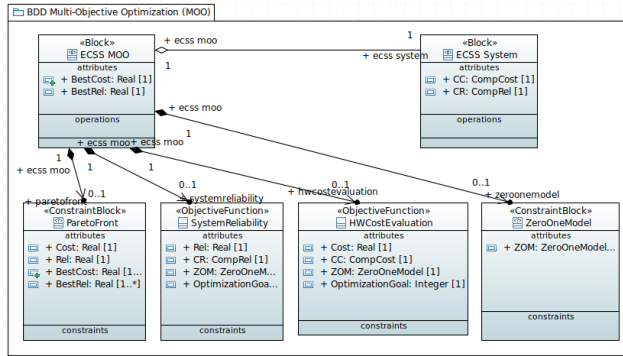 BDD Multi-Objective Optimization (MOO)
«Block»
ECSS MOO
attributes
+ BestCost: Real [1]
+ BestRel: Real [1]
operations
+ ecss moo
1
1
+ ecss system
«Block»
ECSS System
attributes
+ CC: CompCost [1]
+ CR: CompRel [1]
operations
+ ecss moo
1
+ ecss moo
1
+ ecss moo
1
+ ecss moo
1
0..1
+ paretofront
0..1
+ systemreliability
0..1
+ hwcostevaluation
0..1
+ zeroonemodel
«ConstraintBlock»
ParetoFront
attributes
+ Cost: Real [1]
+ Rel: Real [1]
+ BestCost: Real [1...
+ BestRel: Real [1..*]
constraints
«ObjectiveFunction»
SystemReliability
attributes
+ Rel: Real [1]
+ CR: CompRel [1]
+ ZOM: ZeroOneM...
+ OptimizationGoa...
constraints
«ObjectiveFunction»
HWCostEvaluation
attributes
+ Cost: Real [1]
+ CC: CompCost [1]
+ ZOM: ZeroOneModel [1]
+ OptimizationGoal: Integer [1]
constraints
«ConstraintBlock»
ZeroOneModel
attributes
+ ZOM: ZeroOneModel...
constraints